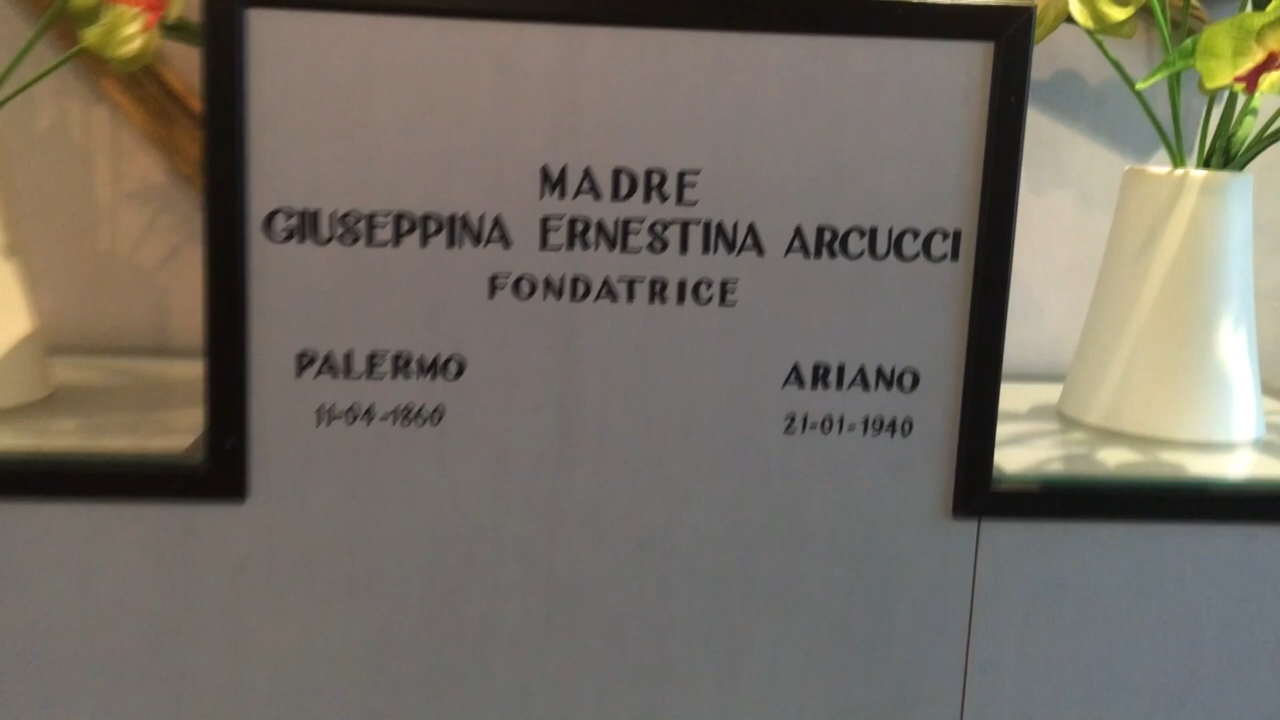 MADRE
GIUSEPPINA ERNESTINA ARCUCCI
FONDATRICE
PALERMO ARIANO
11-04-1860 21-01-1940